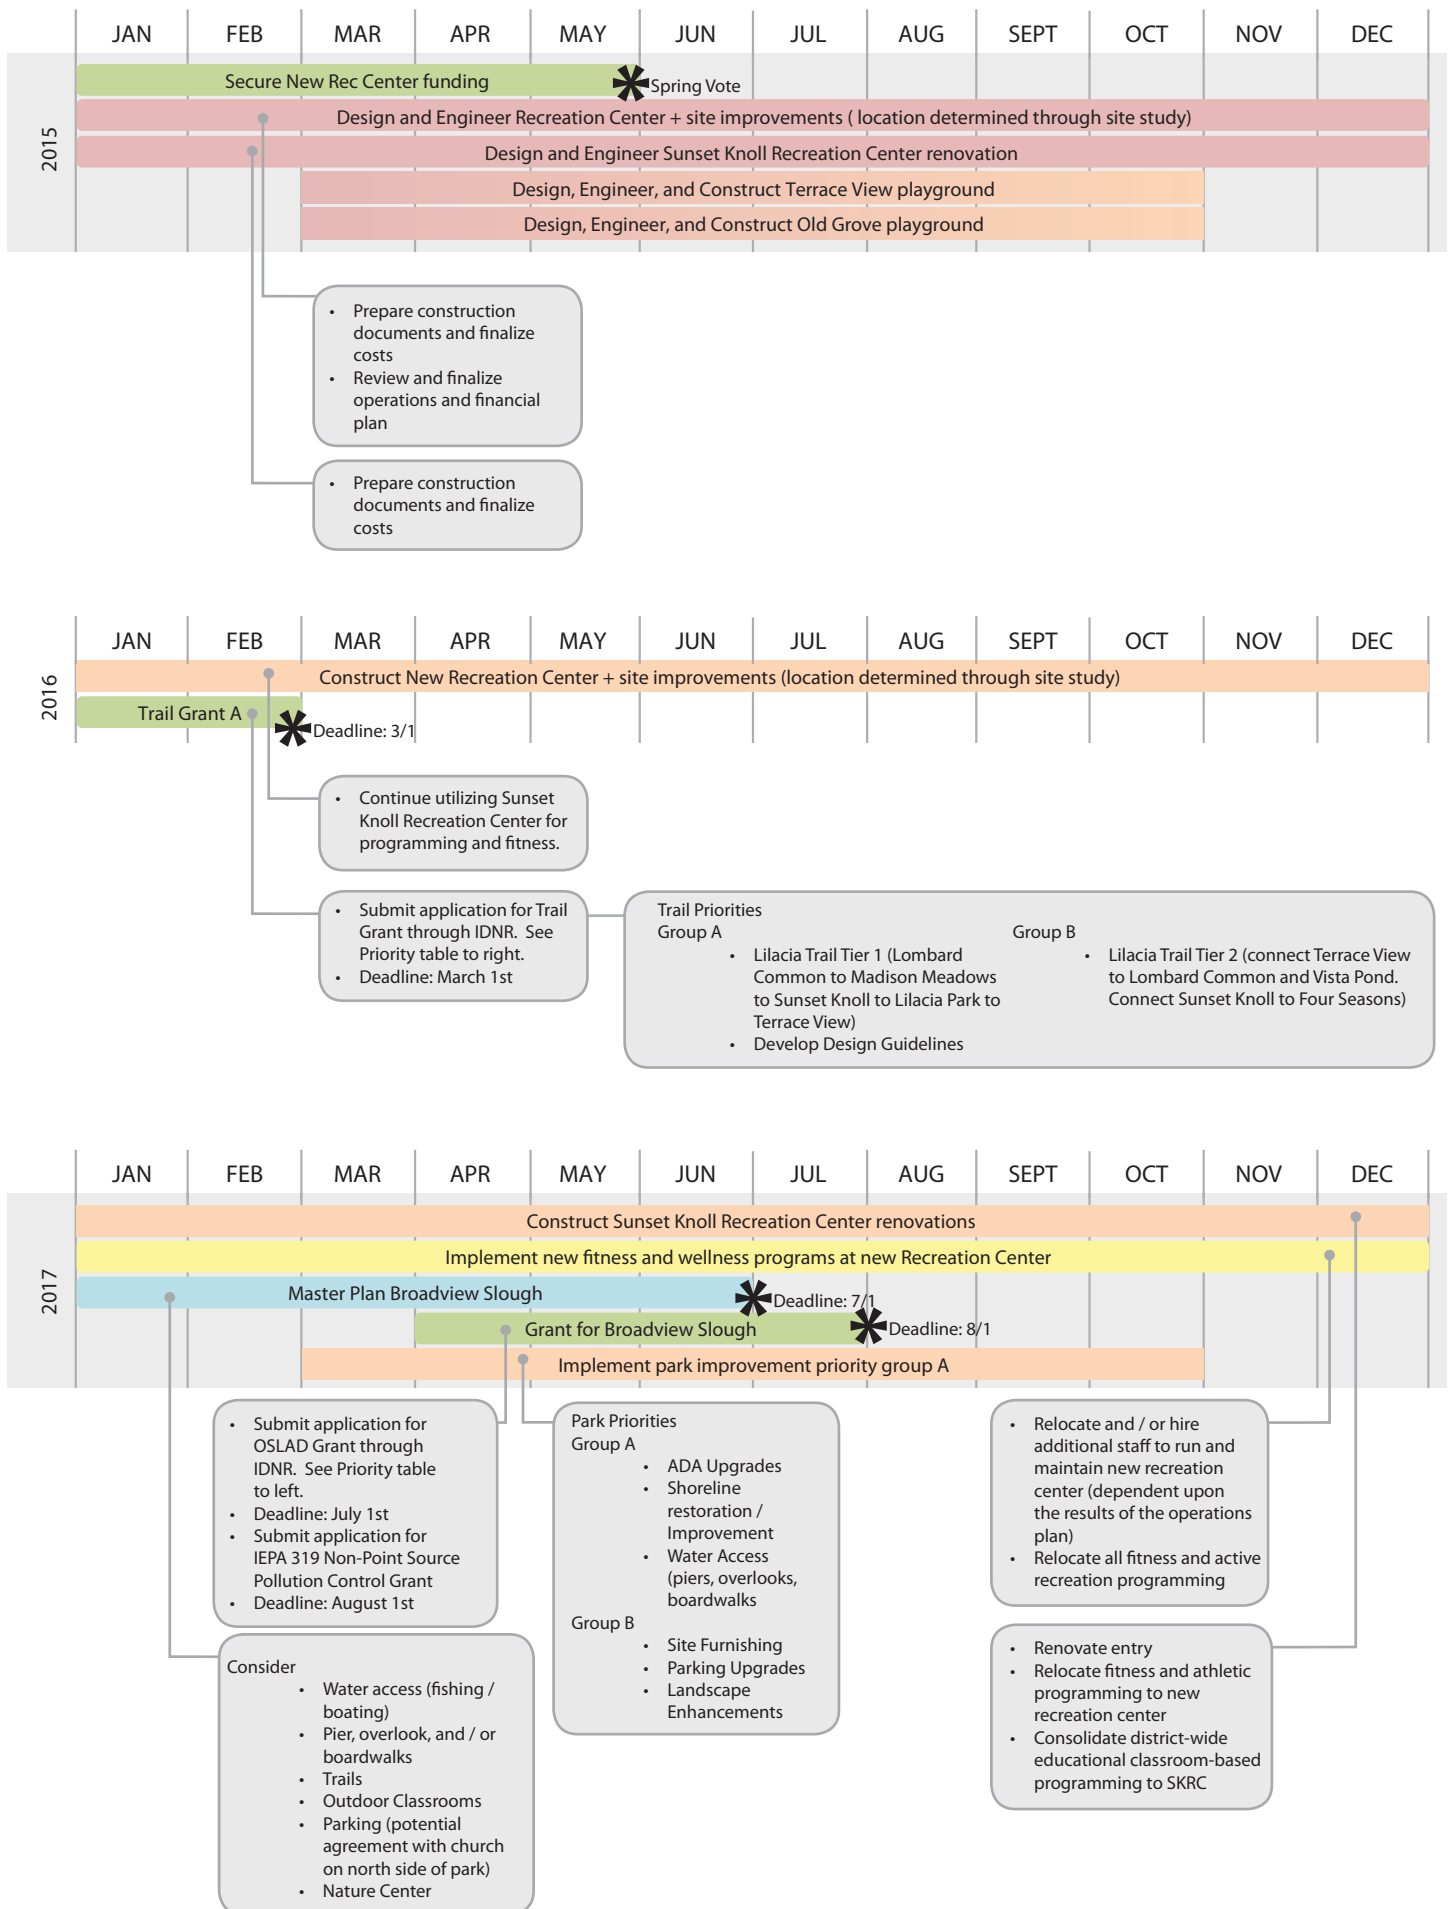 JAN FEB MAR APR MAY JUN JUL AUG SEPT OCT NOV DEC
2015
Secure New Rec Center funding
Spring Vote
Design and Engineer Recreation Center + site improvements ( location determined through site study)
Design and Engineer Sunset Knoll Recreation Center renovation
Design, Engineer, and Construct Terrace View playground
Design, Engineer, and Construct Old Grove playground
• Prepare construction
documents and finalize
costs
• Review and finalize
operations and financial
plan
• Prepare construction
documents and finalize
costs
JAN FEB MAR APR MAY JUN JUL AUG SEPT OCT NOV DEC
2016
Construct New Recreation Center + site improvements (location determined through site study)
Trail Grant A
Deadline: 3/1
• Continue utilizing Sunset
Knoll Recreation Center for
programming and fitness.
• Submit application for Trail
Grant through IDNR. See
Priority table to right.
• Deadline: March 1st
Trail Priorities
Group A
• Lilacia Trail Tier 1 (Lombard
Common to Madison Meadows
to Sunset Knoll to Lilacia Park to
Terrace View)
• Develop Design Guidelines
Group B
• Lilacia Trail Tier 2 (connect Terrace View
to Lombard Common and Vista Pond.
Connect Sunset Knoll to Four Seasons)
JAN FEB MAR APR MAY JUN JUL AUG SEPT OCT NOV DEC
2017
Construct Sunset Knoll Recreation Center renovations
Implement new fitness and wellness programs at new Recreation Center
Master Plan Broadview Slough
Deadline: 7/1
Grant for Broadview Slough
Deadline: 8/1
Implement park improvement priority group A
• Submit application for
OSLAD Grant through
IDNR. See Priority table
to left.
• Deadline: July 1st
• Submit application for
IEPA 319 Non-Point Source
Pollution Control Grant
• Deadline: August 1st
Consider
• Water access (fishing /
boating)
• Pier, overlook, and / or
boardwalks
• Trails
• Outdoor Classrooms
• Parking (potential
agreement with church
on north side of park)
• Nature Center
Park Priorities
Group A
• ADA Upgrades
• Shoreline
restoration /
Improvement
• Water Access
(piers, overlooks,
boardwalks
Group B
• Site Furnishing
• Parking Upgrades
• Landscape
Enhancements
• Relocate and / or hire
additional staff to run and
maintain new recreation
center (dependent upon
the results of the operations
plan)
• Relocate all fitness and active
recreation programming
• Renovate entry
• Relocate fitness and athletic
programming to new
recreation center
• Consolidate district-wide
educational classroom-based
programming to SKRC